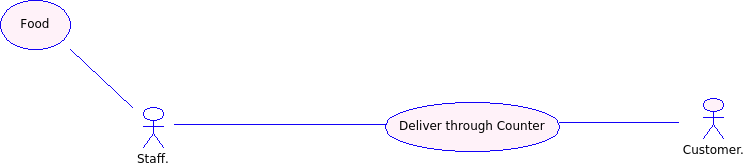 Food
Deliver through Counter
Staff.
Customer.